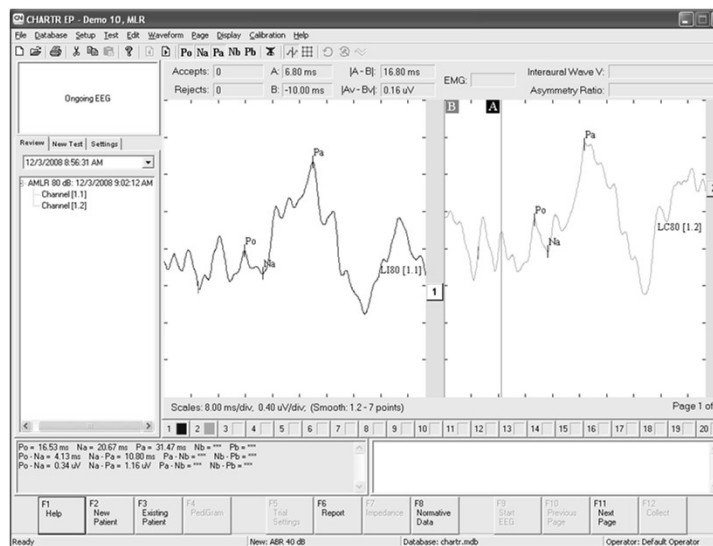 CHARTR EP - Demo 10, MLR
File Database Setup Test Edit Waveform Page Display Calibration Help
Po Na Pa Nb Pb
Accepts: 0 A: 6.80 ms |A - B|: 16.80 ms EMG: Interaural Wave V:
Rejects: 0 B: -10.00 ms |Av - Bv|: 0.16 uV Asymmetry Ratio:
Ongoing EEG
Review New Test Settings
12/3/2008 8:56:31 AM
AMLR 80 dB: 12/3/2008 9:02:12 AM
Channel [1.1]
Channel [1.2]
B A
Pa
Po
Na
LI80 [1.1]
1
Pa
Po
Na
LC80 [1.2]
Scales: 8.00 ms/div, 0.40 uV/div; (Smooth: 1.2 - 7 points) Page 1 of
1 2 3 4 5 6 7 8 9 10 11 12 13 14 15 16 17 18 19 20
Po = 16.53 ms Na = 20.67 ms Pa = 31.47 ms Nb = *** Pb = ***
Po - Na = 4.13 ms Na - Pa = 10.80 ms Pa - Nb = *** Nb - Pb = ***
Po - Na = 0.34 uV Na - Pa = 1.16 uV Pa - Nb = *** Nb - Pb = ***
F1 Help
F2 New Patient
F3 Existing Patient
F4 PediGram
F5 Trial Settings
F6 Report
F7 Impedance
F8 Normative Data
F9 Start EEG
F10 Previous Page
F11 Next Page
F12 Collect
Ready New: ABR 40 dB Database: chartr.mdb Operator: Default Operator